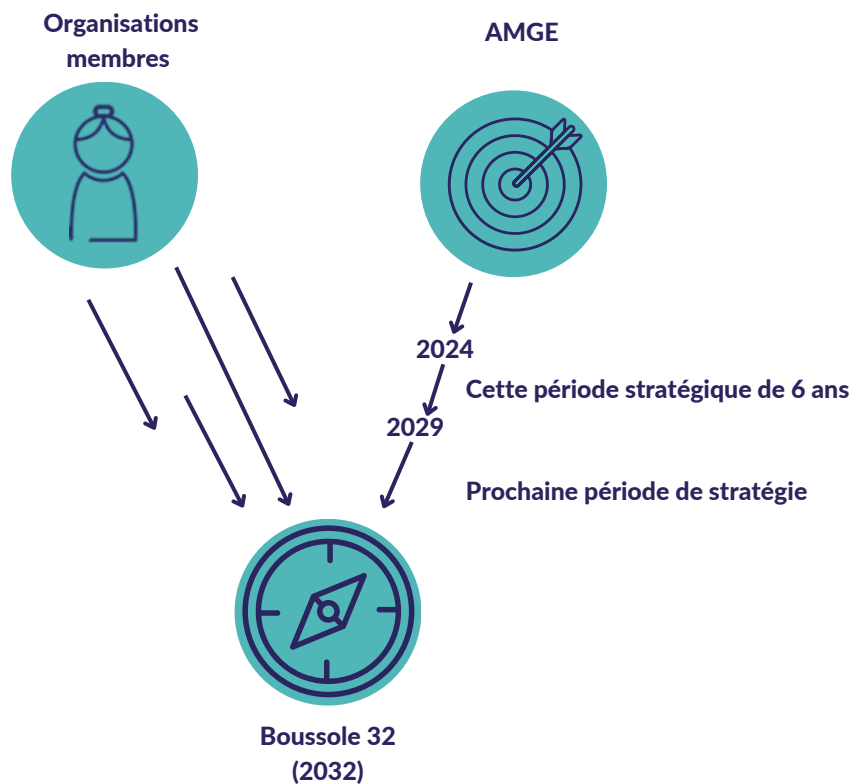 Organisations
membres
AMGE
2024
Cette période stratégique de 6 ans
2029
Prochaine période de stratégie
Boussole 32
(2032)